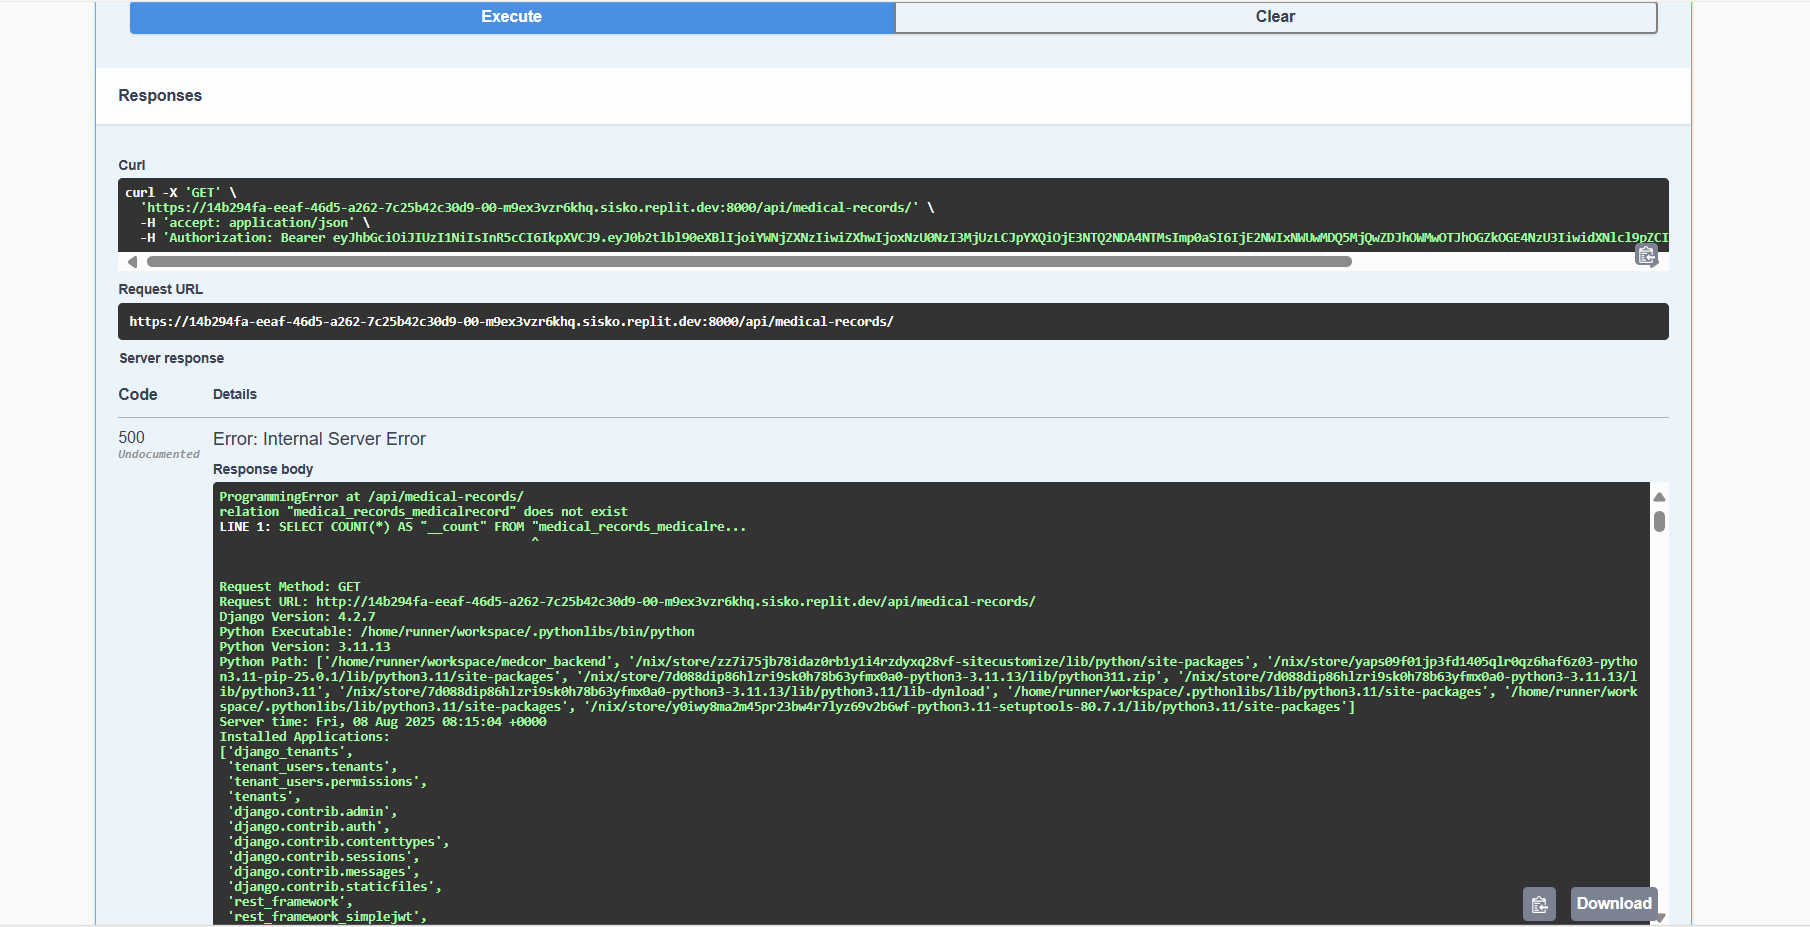 Execute
Clear
Responses
Curl
curl -X 'GET' \
'https://14b294fa-eeaf-46d5-a262-7c25b42c30d9-00-m9ex3vzr6khq.sisko.replit.dev:8000/api/medical-records/' \
-H 'accept: application/json' \
-H 'Authorization: Bearer eyJhbGciOiJIUzI1NiIsInR5cCI6IkpXVCJ9.eyJ0b2tlbl90eXBlIjoiYWNjZXNzIiwiZXhwIjoxNzU0NzI3MjUzLCJpYXQiOjE3NTQ2NDA4NTMsImp0aSI6IjE2NWIxNWUwMDQ5MjQwZDJhOWMwOTJhOGZkOGE4NzU3IiwidXNlcl9pZCI
Request URL
https://14b294fa-eeaf-46d5-a262-7c25b42c30d9-00-m9ex3vzr6khq.sisko.replit.dev:8000/api/medical-records/
Server response
Code
Details
500
Undocumented
Error: Internal Server Error
Response body
ProgrammingError at /api/medical-records/
relation "medical_records_medicalrecord" does not exist
LINE 1: SELECT COUNT(*) AS "__count" FROM "medical_records_medicalre...
^
Request Method: GET
Request URL: http://14b294fa-eeaf-46d5-a262-7c25b42c30d9-00-m9ex3vzr6khq.sisko.replit.dev/api/medical-records/
Django Version: 4.2.7
Python Executable: /home/runner/workspace/.pythonlibs/bin/python
Python Version: 3.11.13
Python Path: ['/home/runner/workspace/medcor_backend', '/nix/store/zz7i75jb78idaz0rb1y1i4rzdyxq28vf-sitecustomize/lib/python/site-packages', '/nix/store/yaps09f01jp3fd1405qlr0qz6haf6z03-pytho
n3.11-pip-25.0.1/lib/python3.11/site-packages', '/nix/store/7d088dip86hlzri9sk0h78b63yfmx0a0-python3-3.11.13/lib/python311.zip', '/nix/store/7d088dip86hlzri9sk0h78b63yfmx0a0-python3-3.11.13/l
ib/python3.11', '/nix/store/7d088dip86hlzri9sk0h78b63yfmx0a0-python3-3.11.13/lib/python3.11/lib-dynload', '/home/runner/workspace/.pythonlibs/lib/python3.11/site-packages', '/home/runner/work
space/.pythonlibs/lib/python3.11/site-packages', '/nix/store/y0iwy8ma2m45pr23bw4r7lyz69v2b6wf-python3.11-setuptools-80.7.1/lib/python3.11/site-packages']
Server time: Fri, 08 Aug 2025 08:15:04 +0000
Installed Applications:
['django_tenants',
'tenant_users.tenants',
'tenant_users.permissions',
'tenants',
'django.contrib.admin',
'django.contrib.auth',
'django.contrib.contenttypes',
'django.contrib.sessions',
'django.contrib.messages',
'django.contrib.staticfiles',
'rest_framework',
'rest_framework_simplejwt',
Download